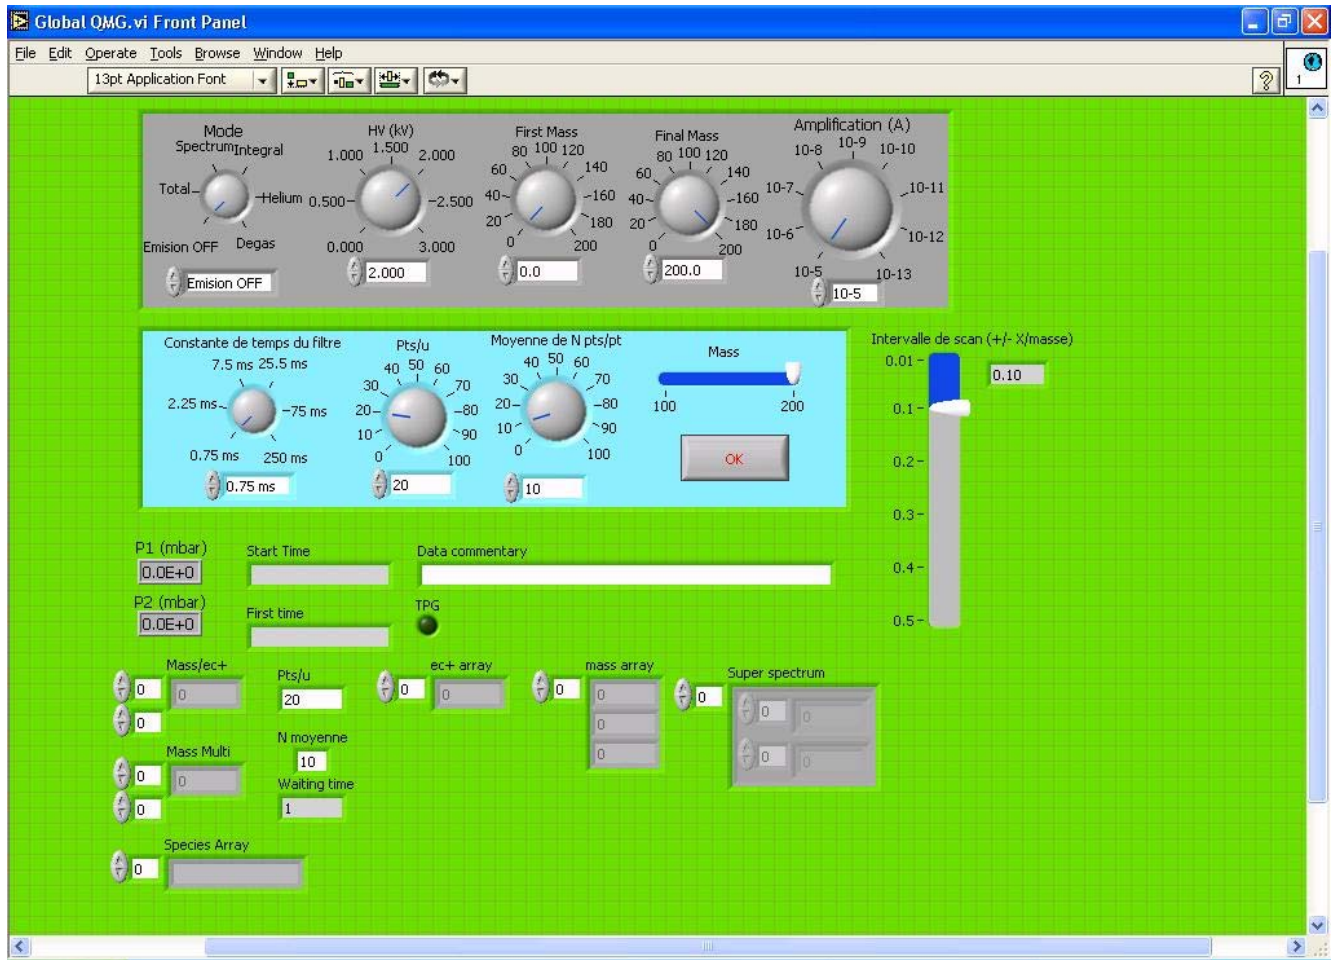 Global QMG.vi Front Panel
File Edit Operate Tools Browse Window Help
13pt Application Font
?
1
Mode
Spectrum Integral
Total Helium
Emision OFF Degas
Emision OFF
HV (kV)
1.000 1.500 2.000
0.500 2.500
0.000 3.000
2.000
First Mass
80 100 120
60 140
40 160
20 180
0 200
0.0
Final Mass
80 100 120
60 140
40 160
20 180
0 200
200.0
Amplification (A)
10-8 10-9 10-10
10-7 10-11
10-6 10-12
10-5 10-13
10-5
Constante de temps du filtre
7.5 ms 25.5 ms
2.25 ms 75 ms
0.75 ms 250 ms
0.75 ms
Pts/u
40 50 60
30 70
20 80
10 90
0 100
20
Moyenne de N pts/pt
40 50 60
30 70
20 80
10 90
0 100
10
Mass
100 200
OK
Intervalle de scan (+/- X/masse)
0.01
0.10
0.1
0.2
0.3
0.4
0.5
P1 (mbar)
0.0E+0
Start Time
Data commentary
P2 (mbar)
0.0E+0
First time
TPG
Mass/ec+
0 0
0
Pts/u
20
ec+ array
0 0
mass array
0 0
0
0
Super spectrum
0
0 0
0 0
Mass Multi
0 0
0
N moyenne
10
Waiting time
1
Species Array
0